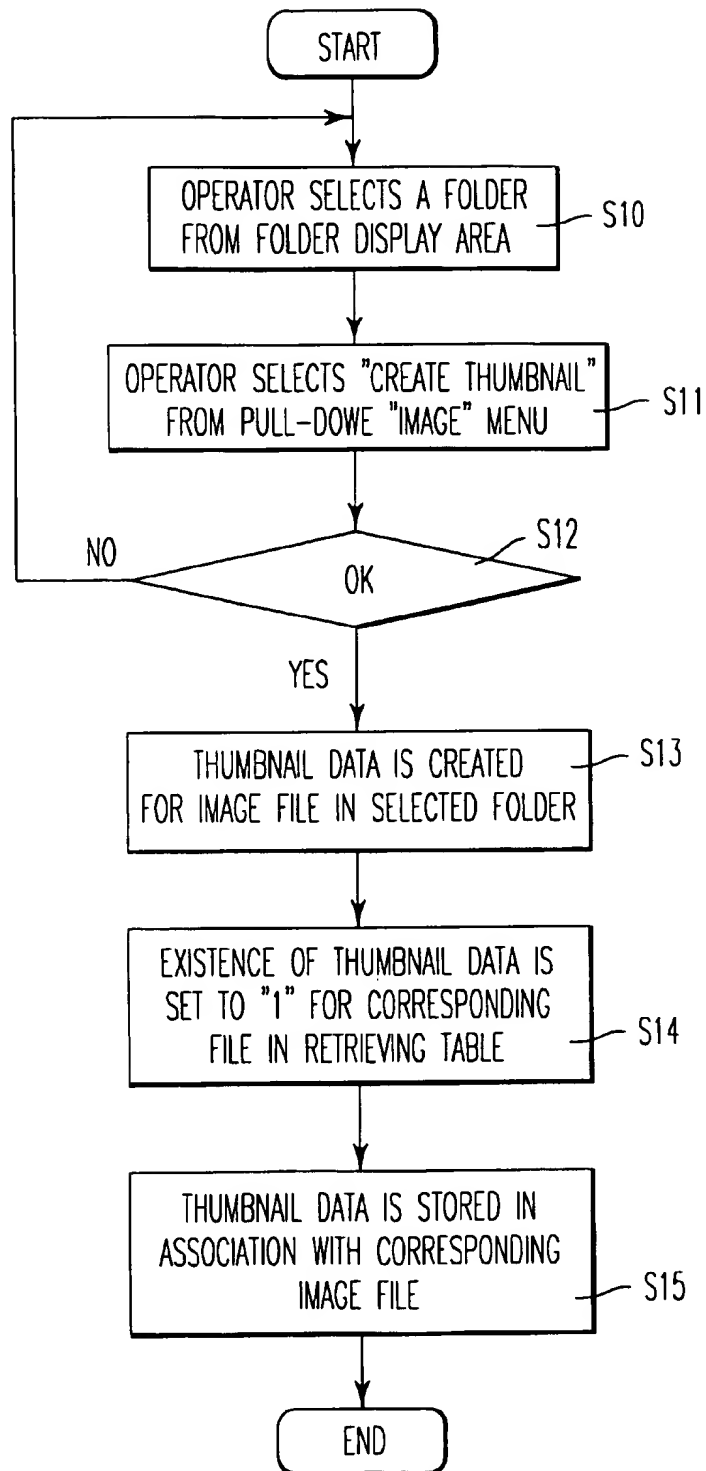 START
OPERATOR SELECTS A FOLDER
FROM FOLDER DISPLAY AREA
S10
OPERATOR SELECTS "CREATE THUMBNAIL"
FROM PULL-DOWE "IMAGE" MENU
S11
S12
NO
OK
YES
THUMBNAIL DATA IS CREATED
FOR IMAGE FILE IN SELECTED FOLDER
S13
EXISTENCE OF THUMBNAIL DATA IS
SET TO "1" FOR CORRESPONDING
FILE IN RETRIEVING TABLE
S14
THUMBNAIL DATA IS STORED IN
ASSOCIATION WITH CORRESPONDING
IMAGE FILE
S15
END